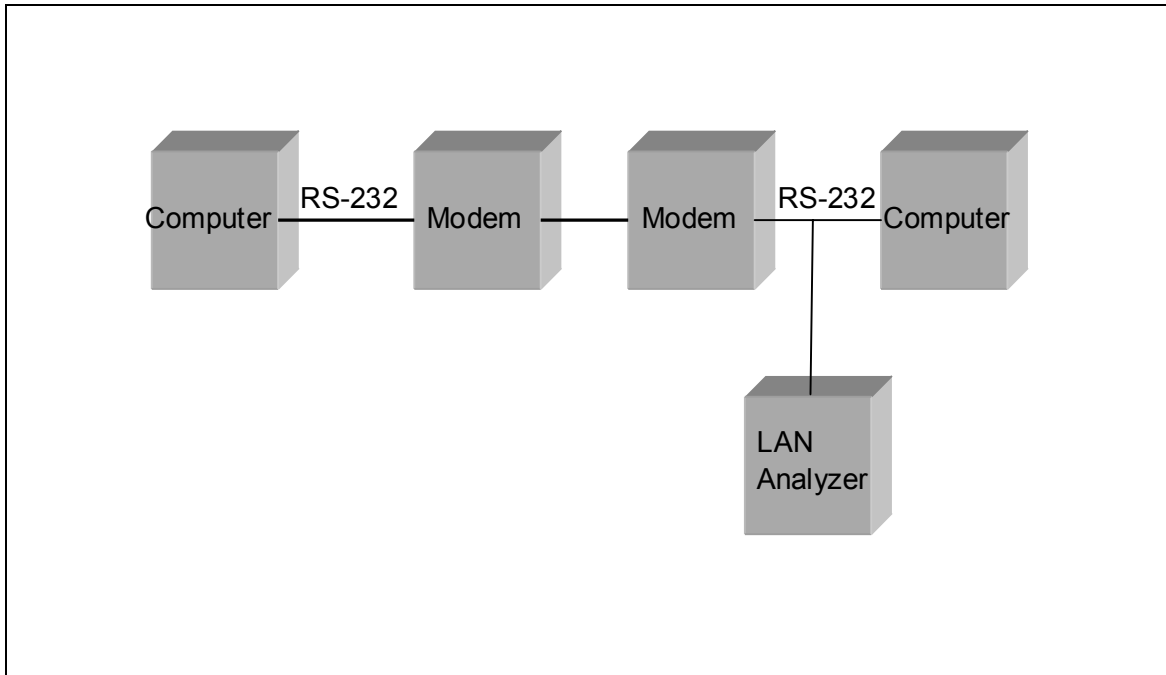 RS-232
RS-232
Computer
Modem
Modem
Computer
LAN
Analyzer